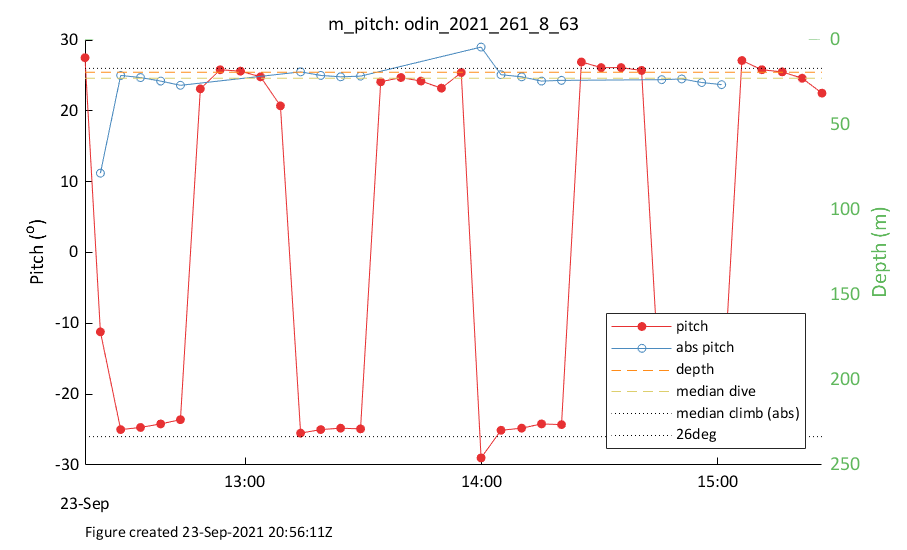 m_pitch: odin_2021_261_8_63
30
20
10
0
-10
-20
-30
Pitch (º)
0
50
100
150
200
250
Depth (m)
pitch
abs pitch
depth
median dive
median climb (abs)
26deg
13:00
14:00
15:00
23-Sep
Figure created 23-Sep-2021 20:56:11Z